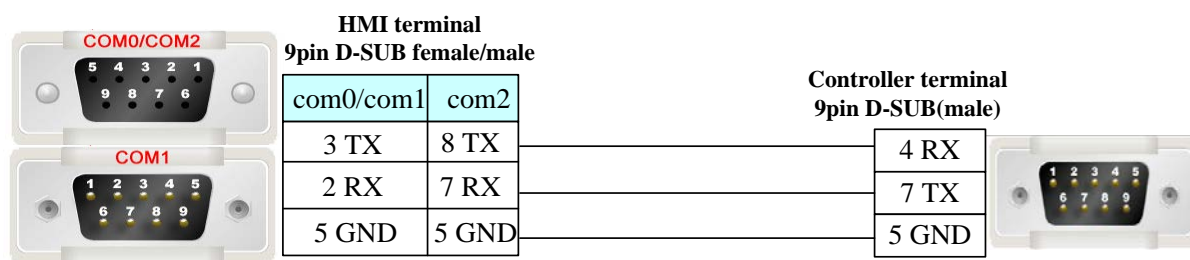 COM0/COM2
5 4 3 2 1
9 8 7 6
COM1
1 2 3 4 5
6 7 8 9
HMI terminal
9pin D-SUB female/male
com0/com1 com2
3 TX 8 TX
2 RX 7 RX
5 GND 5 GND
Controller terminal
9pin D-SUB(male)
4 RX
7 TX
5 GND
1 2 3 4 5
6 7 8 9